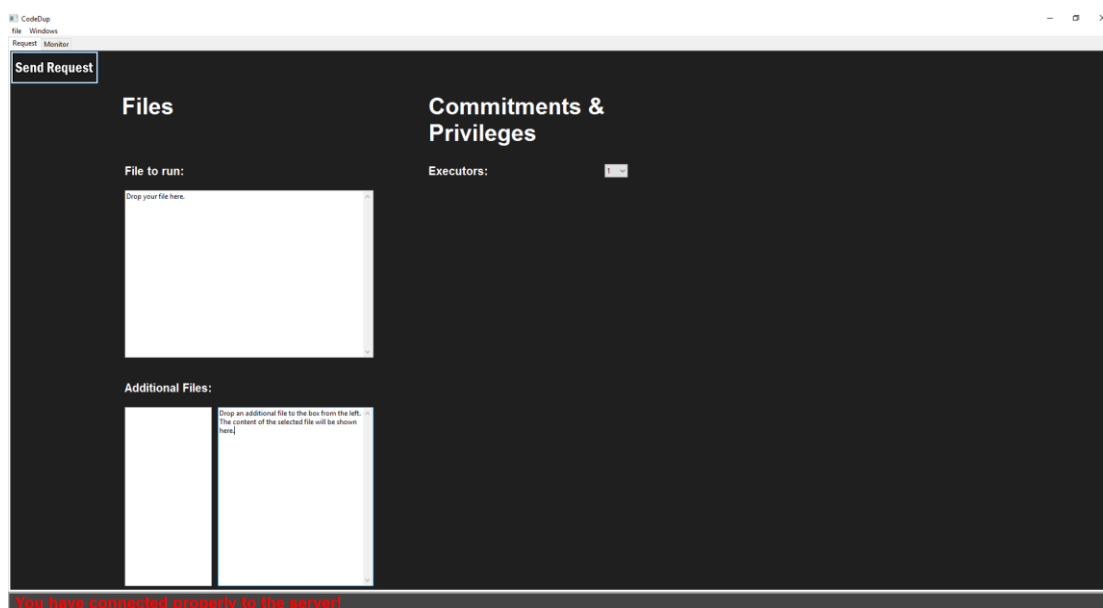 CodeDup
file Windows
Request Monitor
Send Request
Files
Commitments &
Privileges
File to run:
Executors:
1
Drop your file here.
Additional Files:
Drop an additional file to the box from the left.
The content of the selected file will be shown
here.
You have connected properly to the server!